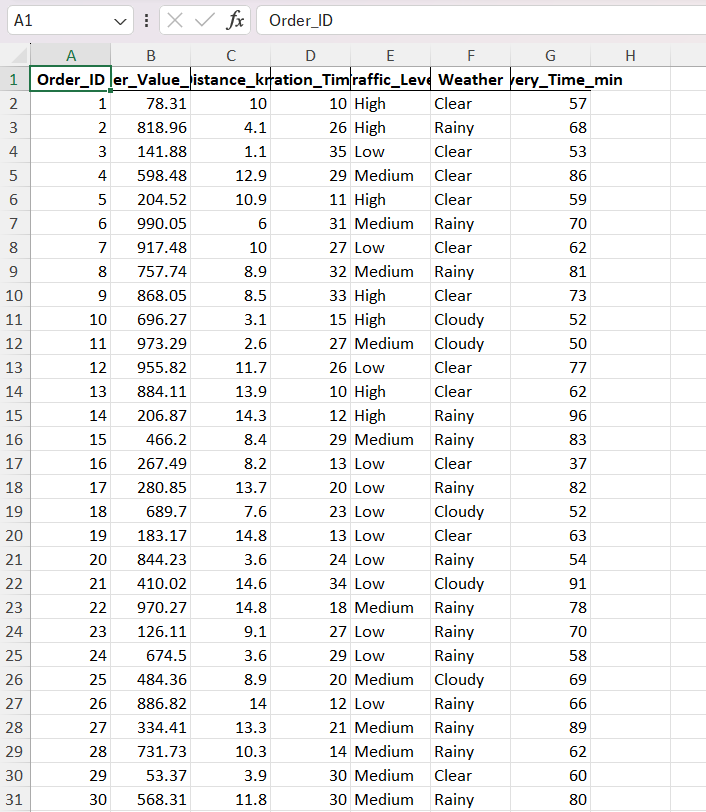 A1 fx Order_ID
A B C D E F G H
1 Order_ID er_Value_ Distance_km ration_Tim Traffic_Leve Weather very_Time_min
2 1 78.31 10 10 High Clear 57
3 2 818.96 4.1 26 High Rainy 68
4 3 141.88 1.1 35 Low Clear 53
5 4 598.48 12.9 29 Medium Clear 86
6 5 204.52 10.9 11 High Clear 59
7 6 990.05 6 31 Medium Rainy 70
8 7 917.48 10 27 Low Clear 62
9 8 757.74 8.9 32 Medium Rainy 81
10 9 868.05 8.5 33 High Clear 73
11 10 696.27 3.1 15 High Cloudy 52
12 11 973.29 2.6 27 Medium Cloudy 50
13 12 955.82 11.7 26 Low Clear 77
14 13 884.11 13.9 10 High Clear 62
15 14 206.87 14.3 12 High Rainy 96
16 15 466.2 8.4 29 Medium Rainy 83
17 16 267.49 8.2 13 Low Clear 37
18 17 280.85 13.7 20 Low Rainy 82
19 18 689.7 7.6 23 Low Cloudy 52
20 19 183.17 14.8 13 Low Clear 63
21 20 844.23 3.6 24 Low Rainy 54
22 21 410.02 14.6 34 Low Cloudy 91
23 22 970.27 14.8 18 Medium Rainy 78
24 23 126.11 9.1 27 Low Rainy 70
25 24 674.5 3.6 29 Low Rainy 58
26 25 484.36 8.9 20 Medium Cloudy 69
27 26 886.82 14 12 Low Rainy 66
28 27 334.41 13.3 21 Medium Rainy 89
29 28 731.73 10.3 14 Medium Rainy 62
30 29 53.37 3.9 30 Medium Clear 60
31 30 568.31 11.8 30 Medium Rainy 80